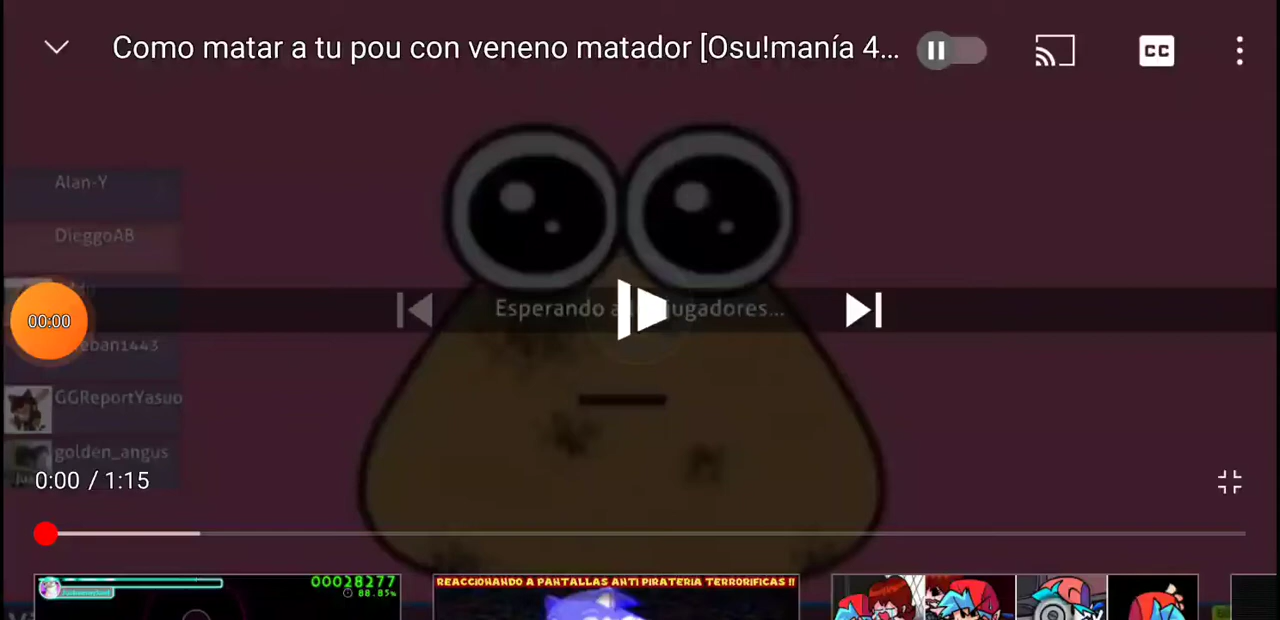 Como matar a tu pou con veneno matador [Osu!manía 4...
CC
Alan-Y
DieggoAB
Esperando a jugadores...
00:00
eban1443
GGReportYasuo
golden_angus
0:00 / 1:15
00028277
88.85%
REACCIONANDO A PANTALLAS ANTI PIRATERIA TERRORIFICAS !!